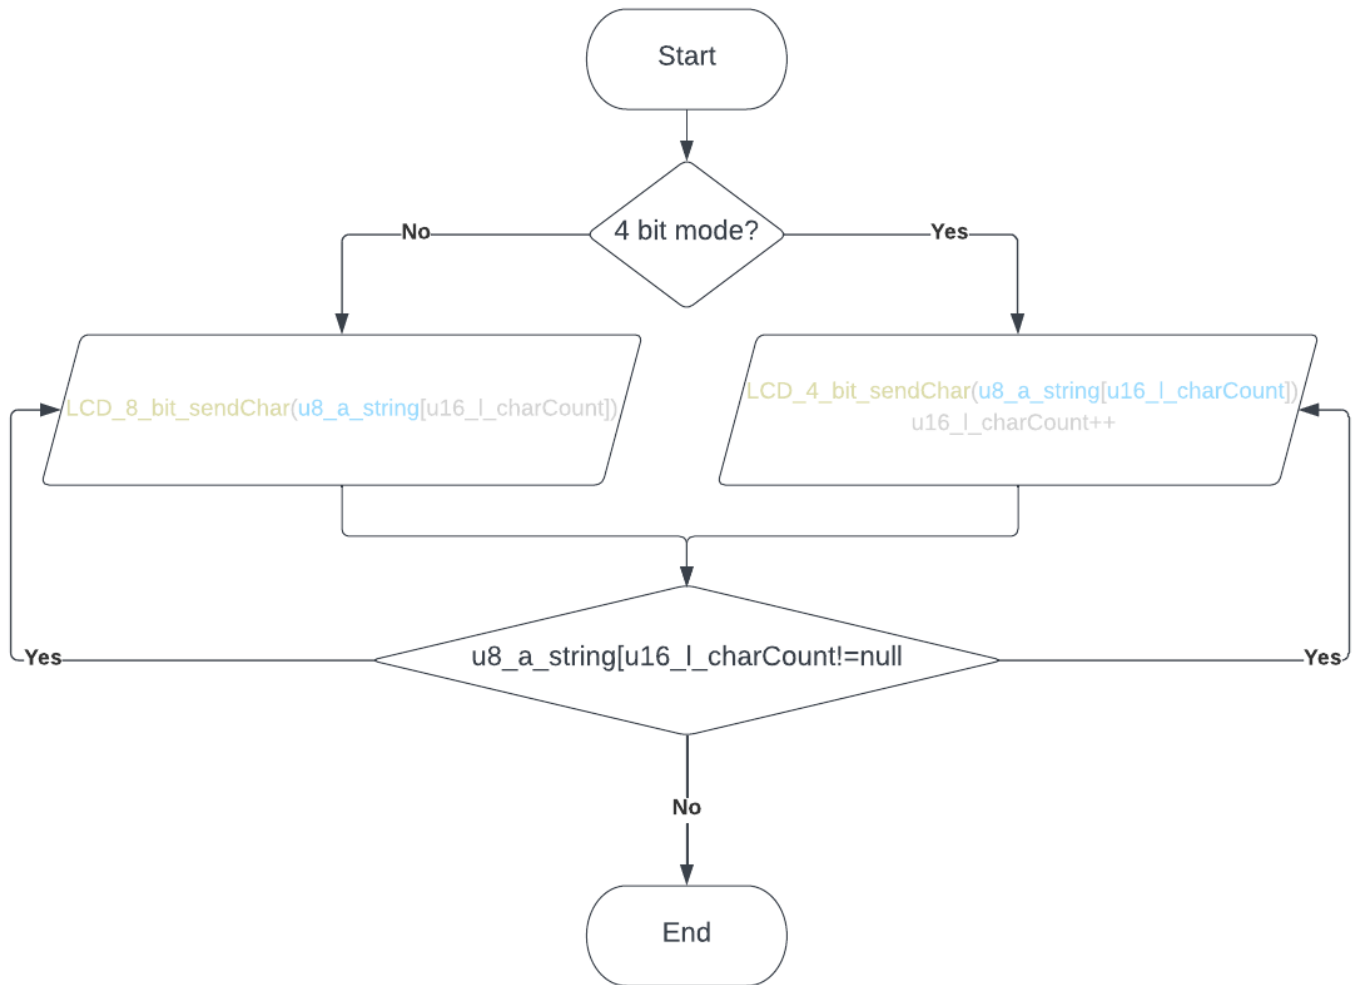 Start
4 bit mode?
No
Yes
LCD_8_bit_sendChar(u8_a_string[u16_l_charCount])
LCD_4_bit_sendChar(u8_a_string[u16_l_charCount])
u16_l_charCount++
u8_a_string[u16_l_charCount!=null
Yes
Yes
No
End